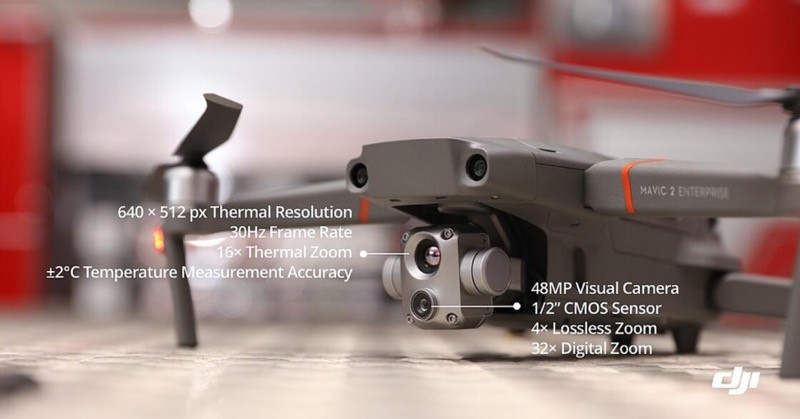 640 × 512 px Thermal Resolution
30Hz Frame Rate
16× Thermal Zoom
±2°C Temperature Measurement Accuracy
MAVIC 2 ENTERPRISE
48MP Visual Camera
1/2” CMOS Sensor
4× Lossless Zoom
32× Digital Zoom
dji